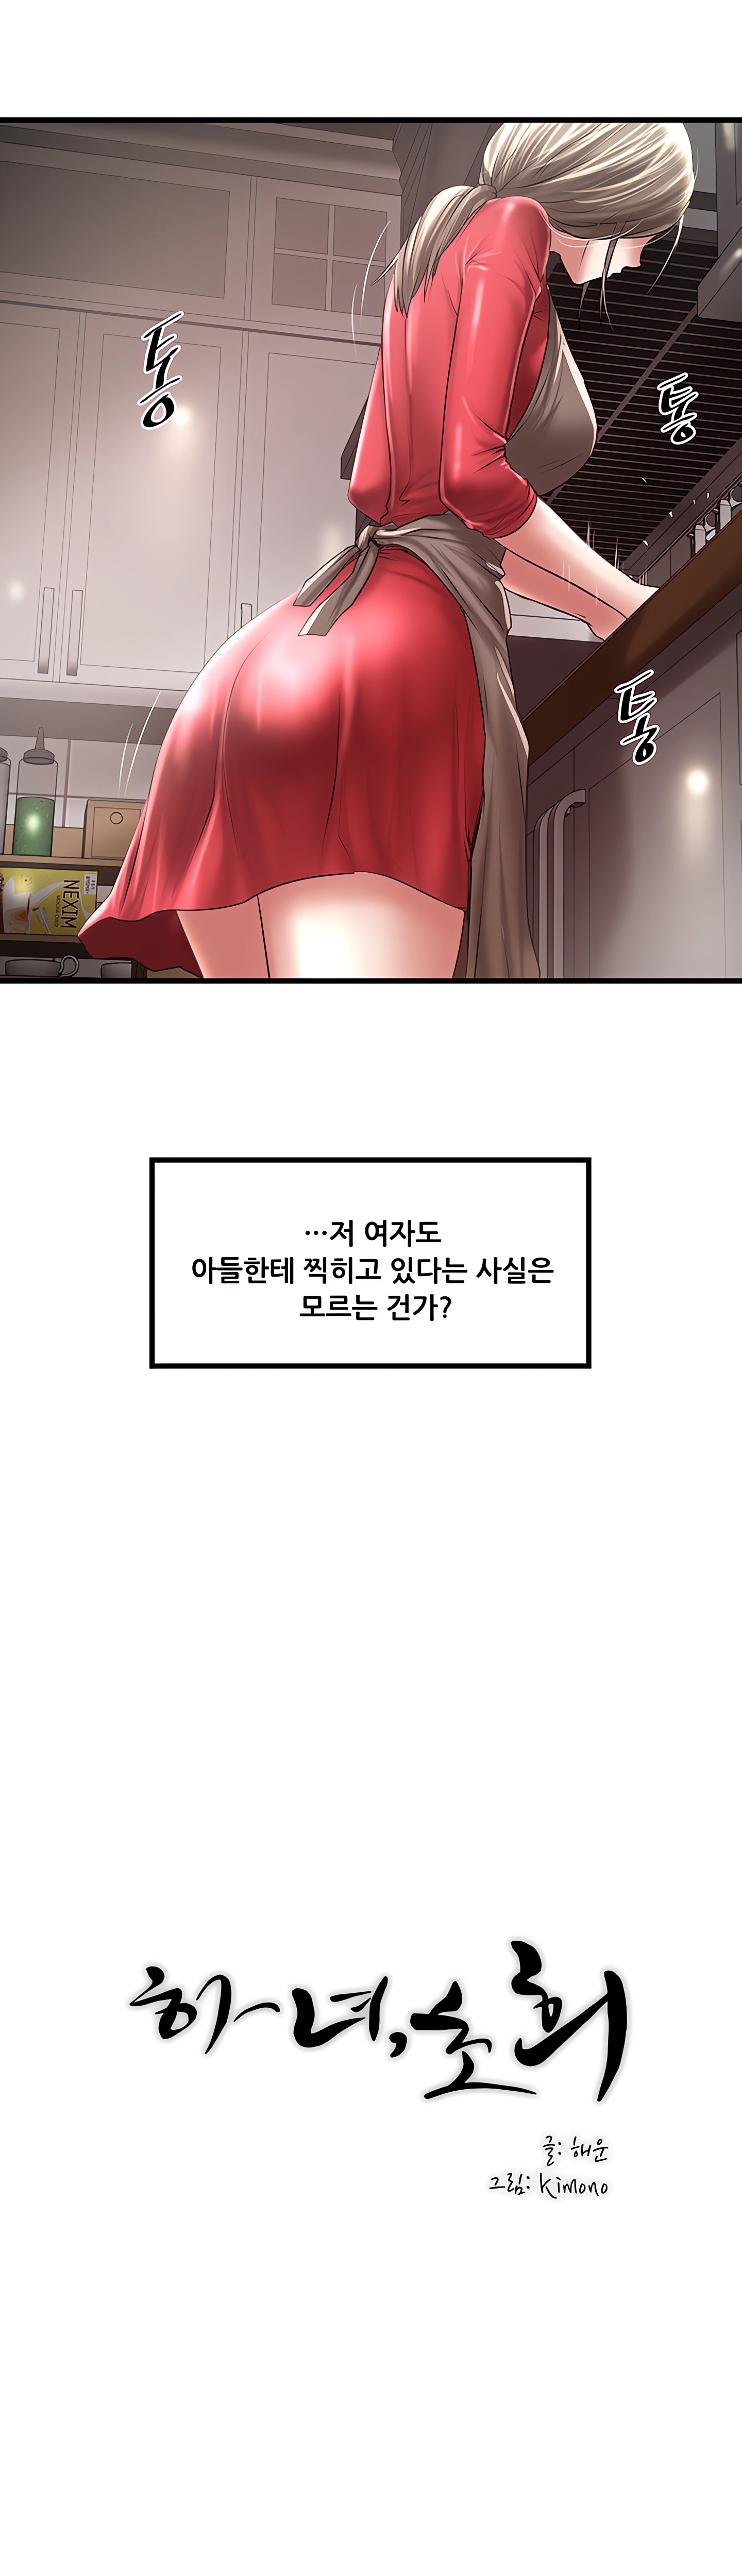 통
통
통
NEXIM
…저 여자도
아들한테 찍히고 있다는 사실은
모르는 건가?
하녀, 소희
글: 해운
그림: Kimono